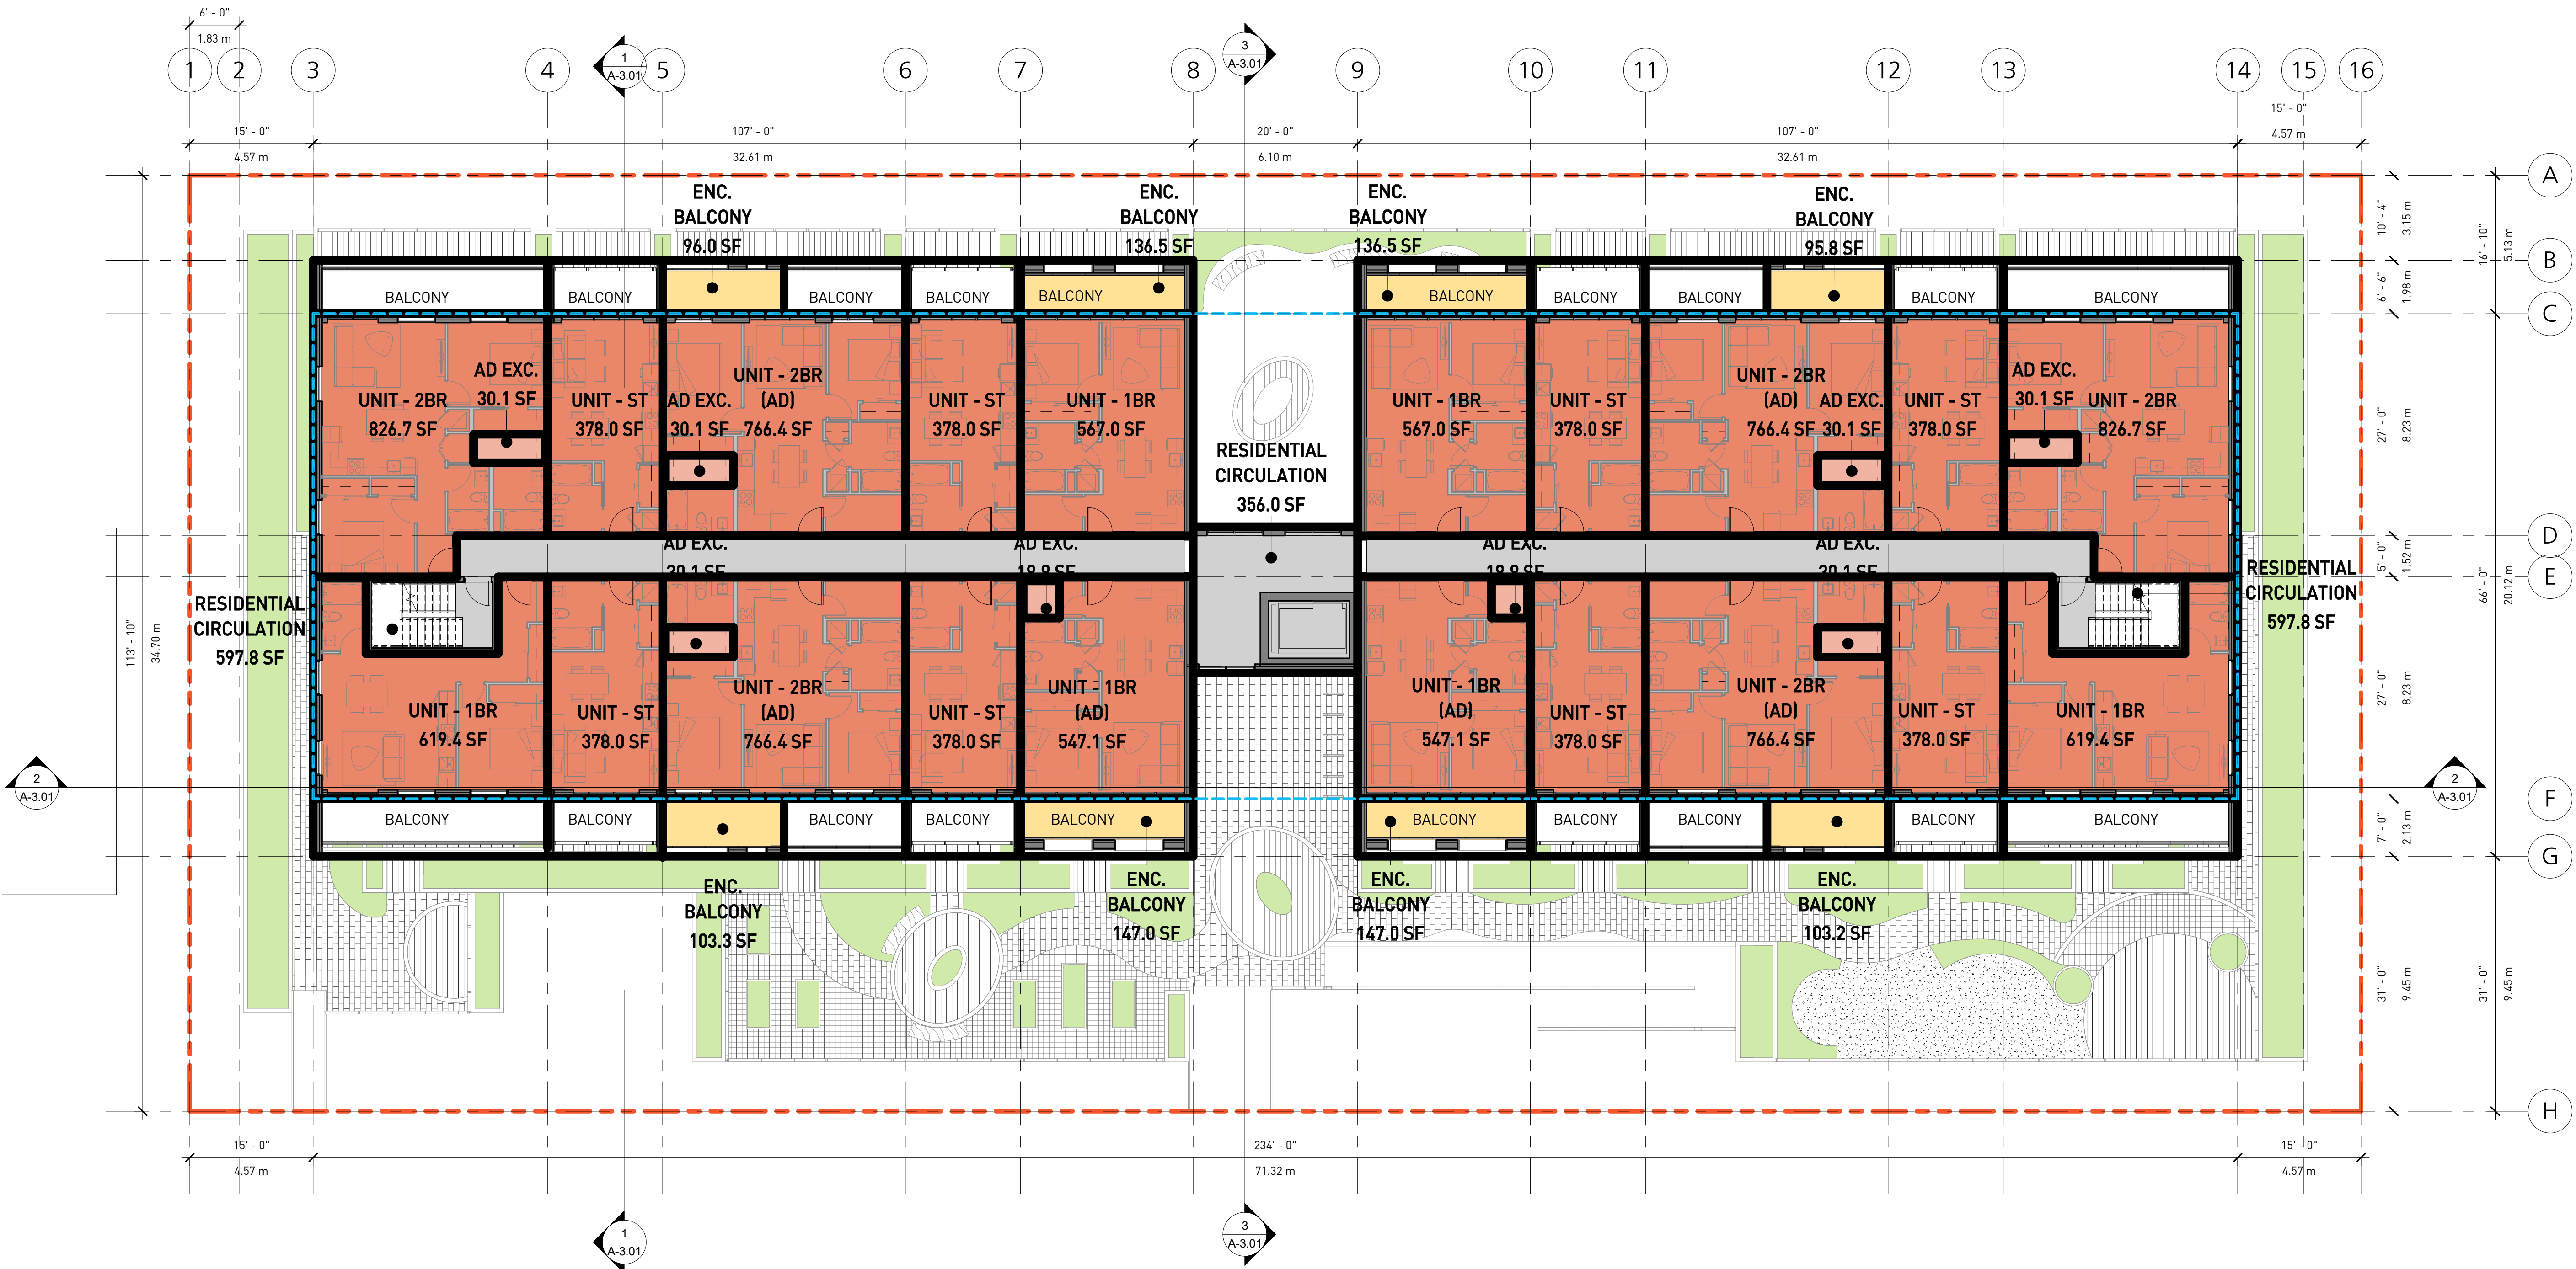 6' - 0"
1.83 m
1
2
3
4
1
A-3.01
5
6
7
8
3
A-3.01
9
10
11
12
13
14
15
16
15' - 0"
4.57 m
107' - 0"
32.61 m
20' - 0"
6.10 m
107' - 0"
32.61 m
15' - 0"
4.57 m
A
B
C
D
E
F
G
H
10' - 4"
3.15 m
6' - 6"
1.98 m
27' - 0"
8.23 m
5' - 0"
1.52 m
27' - 0"
8.23 m
7' - 0"
2.13 m
31' - 0"
9.45 m
16' - 10"
5.13 m
66' - 0"
20.12 m
31' - 0"
9.45 m
113' - 10"
34.70 m
ENC.
BALCONY
96.0 SF
ENC.
BALCONY
136.5 SF
ENC.
BALCONY
136.5 SF
ENC.
BALCONY
95.8 SF
BALCONY
BALCONY
BALCONY
BALCONY
BALCONY
BALCONY
BALCONY
BALCONY
BALCONY
BALCONY
UNIT - 2BR
826.7 SF
AD EXC.
30.1 SF
UNIT - ST
378.0 SF
AD EXC.
30.1 SF
UNIT - 2BR
(AD)
766.4 SF
UNIT - ST
378.0 SF
UNIT - 1BR
567.0 SF
RESIDENTIAL
CIRCULATION
356.0 SF
UNIT - 1BR
567.0 SF
UNIT - ST
378.0 SF
UNIT - 2BR
(AD)
766.4 SF
AD EXC.
30.1 SF
UNIT - ST
378.0 SF
AD EXC.
30.1 SF
UNIT - 2BR
826.7 SF
AD EXC.
30.1 SF
AD EXC.
19.9 SF
AD EXC.
19.9 SF
AD EXC.
30.1 SF
RESIDENTIAL
CIRCULATION
597.8 SF
RESIDENTIAL
CIRCULATION
597.8 SF
UNIT - 1BR
619.4 SF
UNIT - ST
378.0 SF
UNIT - 2BR
(AD)
766.4 SF
UNIT - ST
378.0 SF
UNIT - 1BR
(AD)
547.1 SF
UNIT - 1BR
(AD)
547.1 SF
UNIT - ST
378.0 SF
UNIT - 2BR
(AD)
766.4 SF
UNIT - ST
378.0 SF
UNIT - 1BR
619.4 SF
2
A-3.01
2
A-3.01
BALCONY
BALCONY
BALCONY
BALCONY
BALCONY
BALCONY
BALCONY
BALCONY
BALCONY
BALCONY
ENC.
BALCONY
103.3 SF
ENC.
BALCONY
147.0 SF
ENC.
BALCONY
147.0 SF
ENC.
BALCONY
103.2 SF
15' - 0"
4.57 m
234' - 0"
71.32 m
15' - 0"
4.57 m
1
A-3.01
3
A-3.01